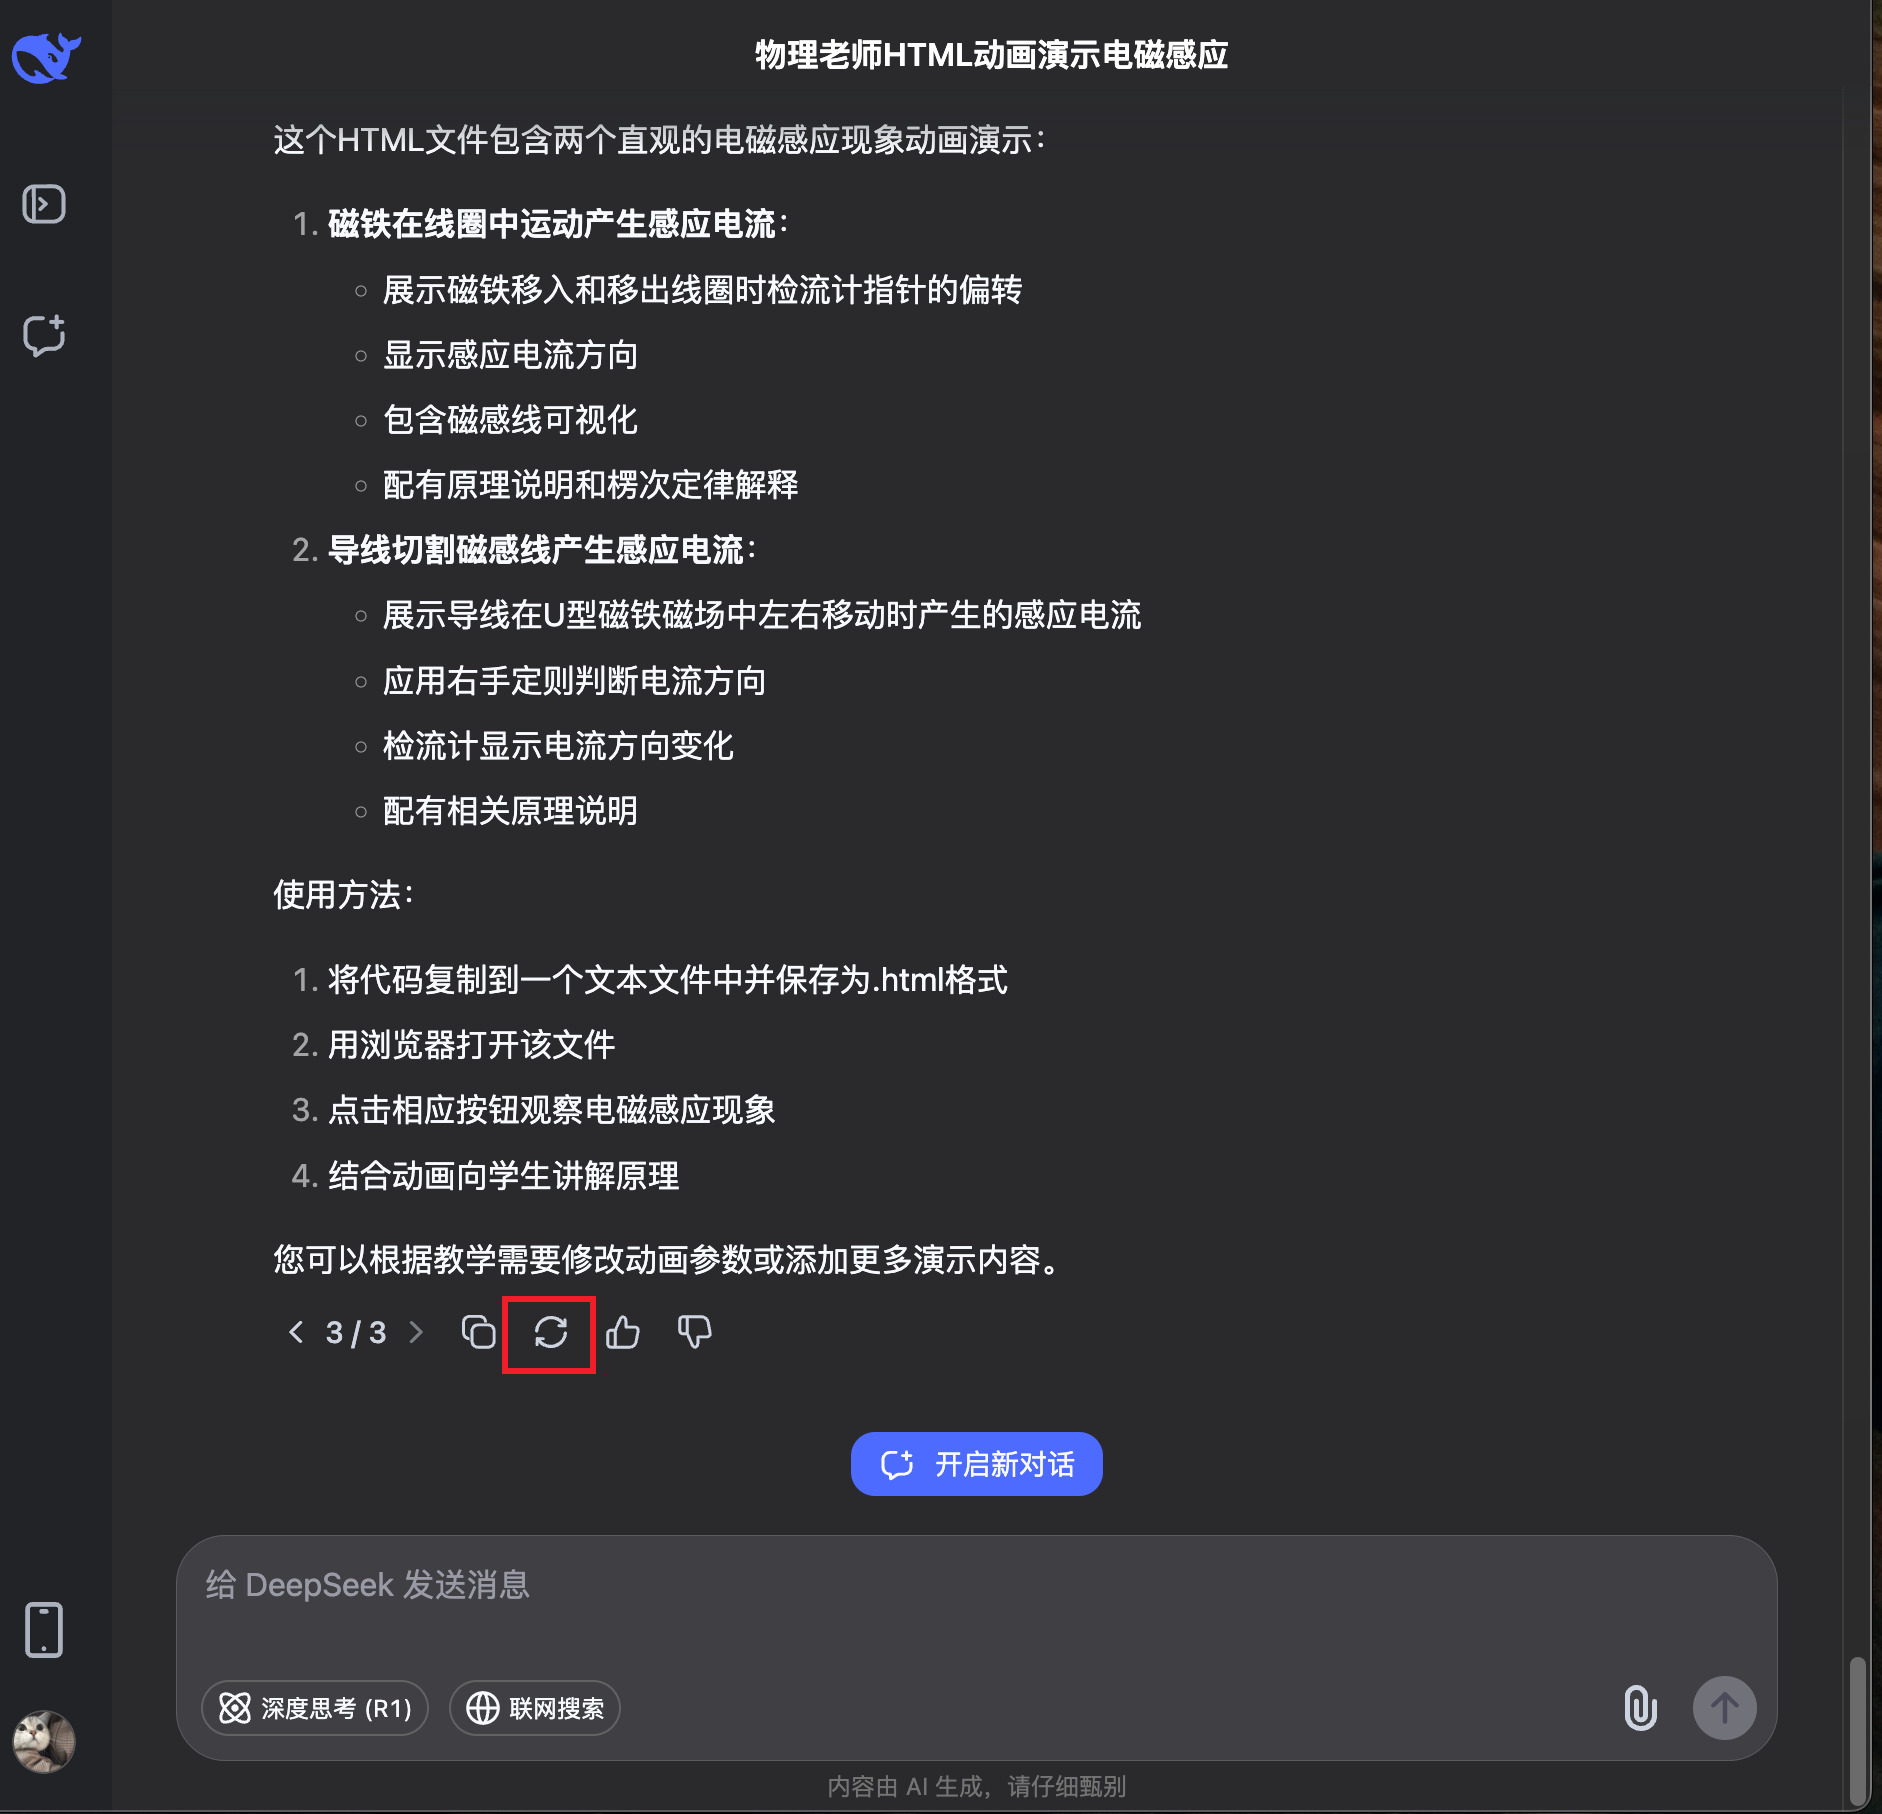 物理老师HTML动画演示电磁感应
这个HTML文件包含两个直观的电磁感应现象动画演示：
1. 磁铁在线圈中运动产生感应电流：
展示磁铁移入和移出线圈时检流计指针的偏转
显示感应电流方向
包含磁感线可视化
配有原理说明和楞次定律解释
2. 导线切割磁感线产生感应电流：
展示导线在U型磁铁磁场中左右移动时产生的感应电流
应用右手定则判断电流方向
检流计显示电流方向变化
配有相关原理说明
使用方法：
1. 将代码复制到一个文本文件中并保存为.html格式
2. 用浏览器打开该文件
3. 点击相应按钮观察电磁感应现象
4. 结合动画向学生讲解原理
您可以根据教学需要修改动画参数或添加更多演示内容。
3 / 3
开启新对话
给 DeepSeek 发送消息
深度思考 (R1)
联网搜索
内容由 AI 生成，请仔细甄别